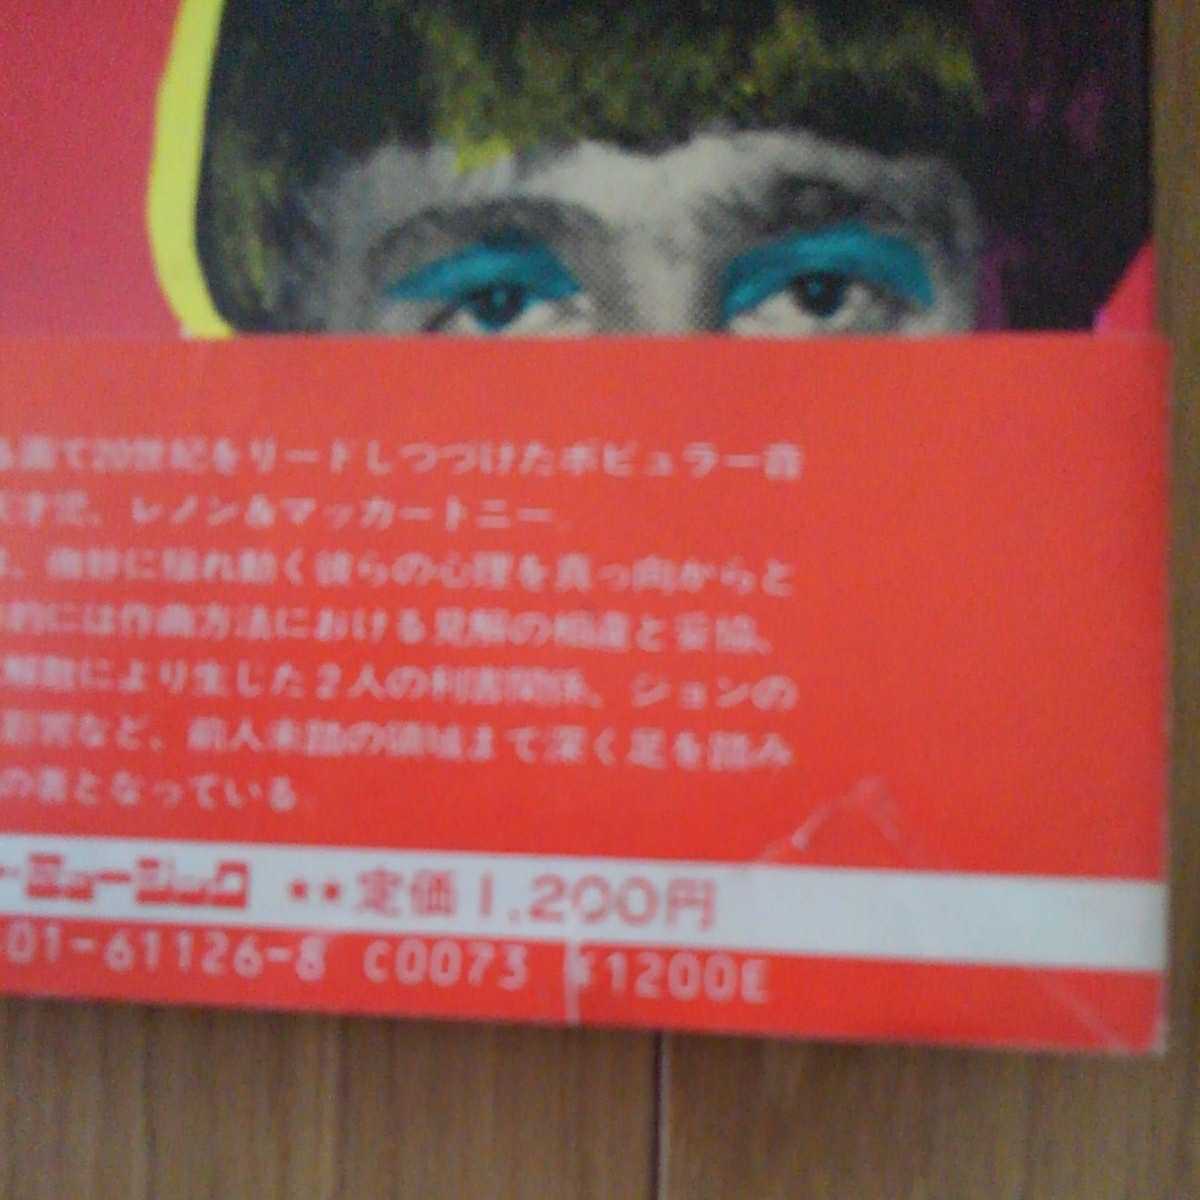 る面で20世紀をリードしつづけたポピュラー音
天才児、レノン&マッカートニー。
微妙に揺れ動く彼らの心理を真っ向からと
的には作曲方法における見解の相違と妥協、
解散により生じた2人の利害関係、ジョンの
影響など、前人未踏の領域まで深く足を踏み
の書となっている。
ー・ミュージック ★★定価1,200円
-01-61126-8 C0073 ¥1200E